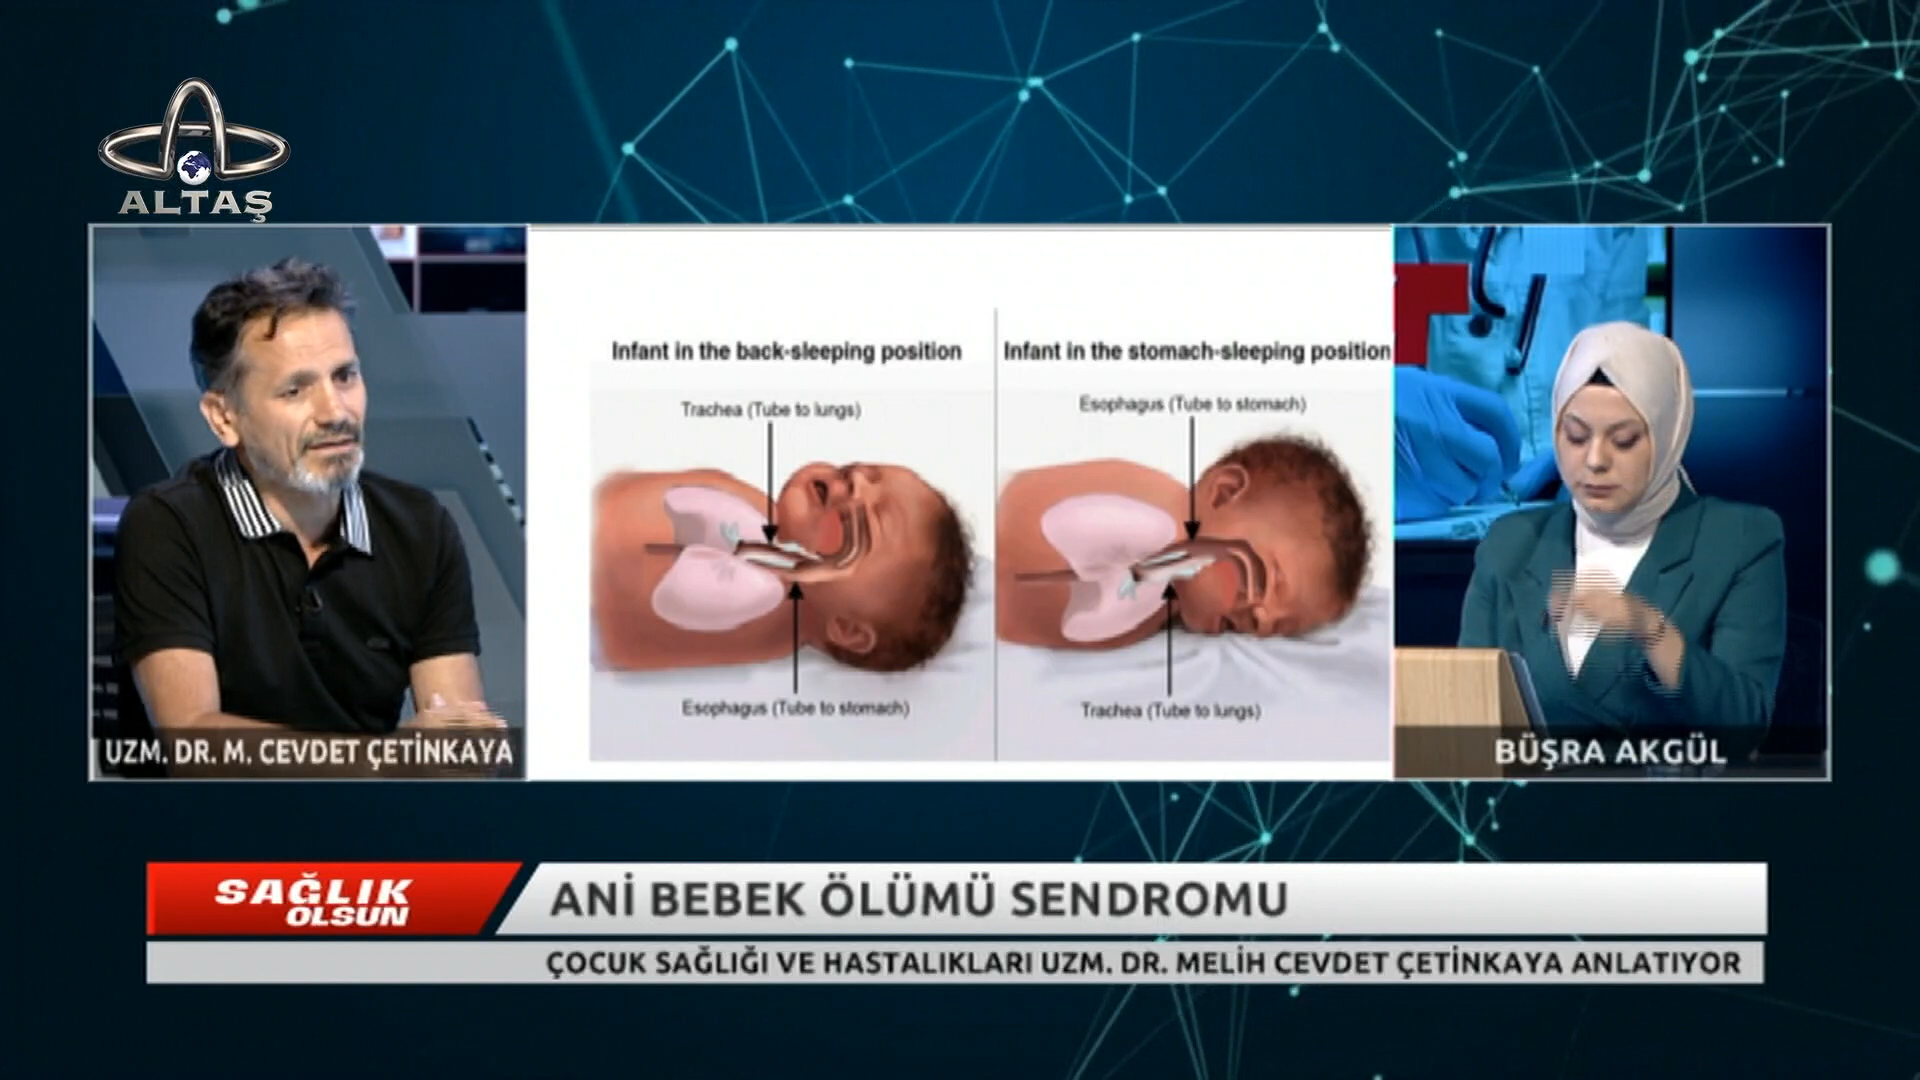 ALTAŞ
Infant in the back-sleeping position
Infant in the stomach-sleeping position
Trachea (Tube to lungs)
Esophagus (Tube to stomach)
Esophagus (Tube to stomach)
Trachea (Tube to lungs)
UZM. DR. M. CEVDET ÇETİNKAYA
BÜŞRA AKGÜL
SAĞLIK
OLSUN
ANİ BEBEK ÖLÜMÜ SENDROMU
ÇOCUK SAĞLIĞI VE HASTALIKLARI UZM. DR. MELİH CEVDET ÇETİNKAYA ANLATIYOR